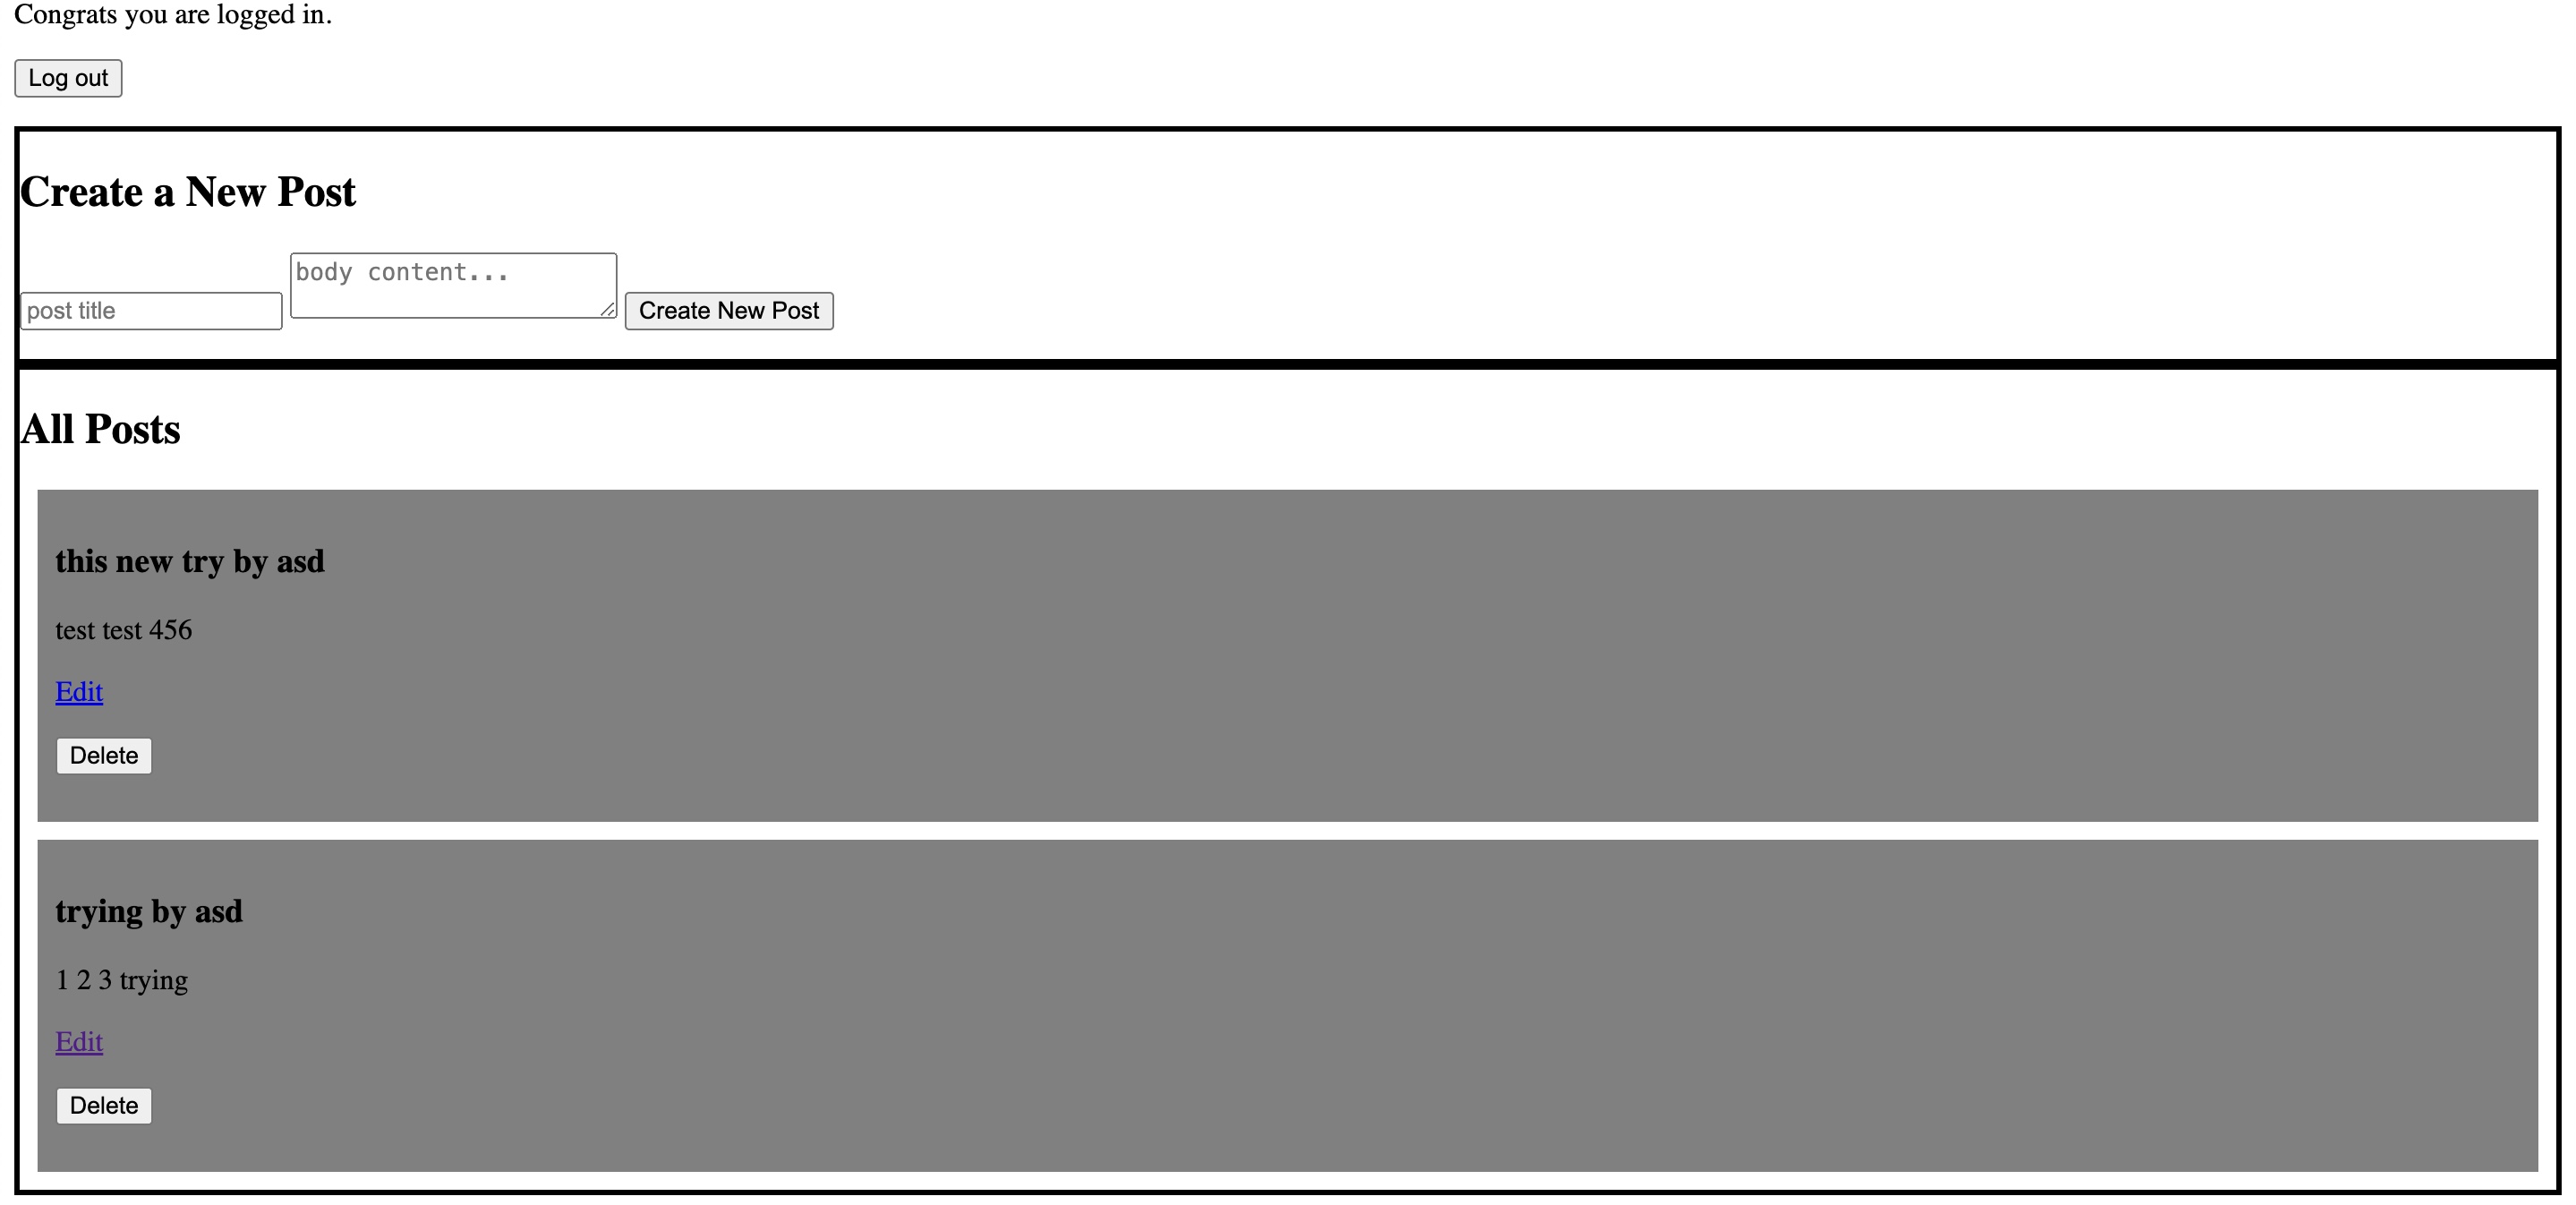 Congrats you are logged in.
Log out
Create a New Post
post title
body content...
Create New Post
All Posts
this new try by asd
test test 456
Edit
Delete
trying by asd
1 2 3 trying
Edit
Delete